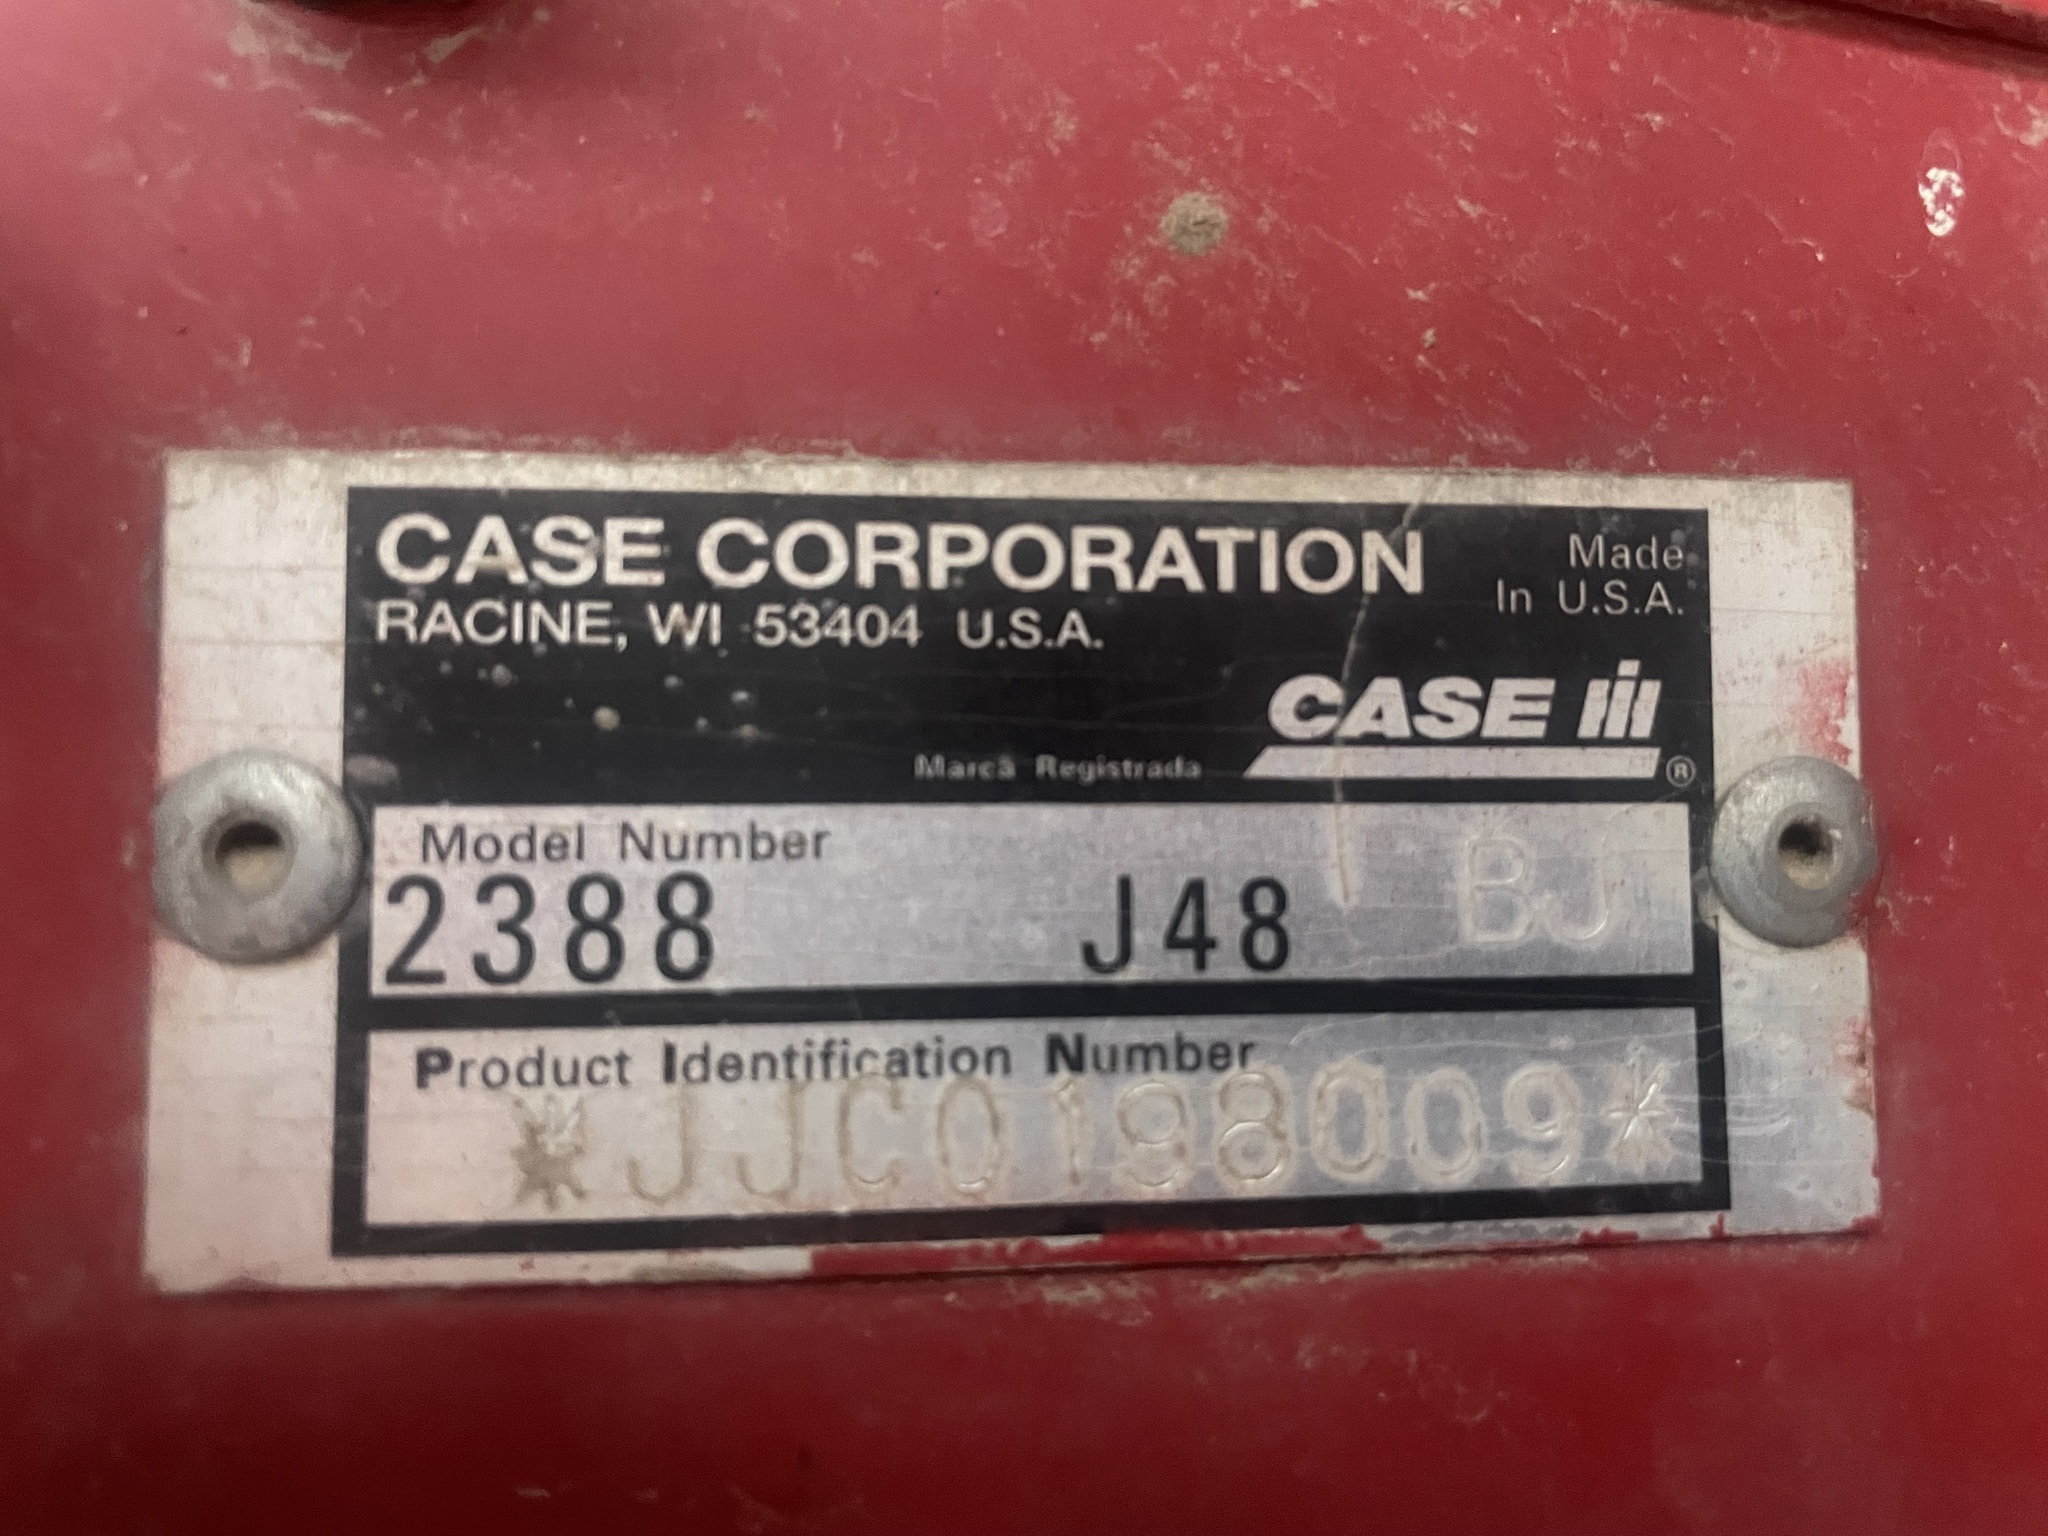 CASE CORPORATION
RACINE, WI 53404 U.S.A.
Made
In U.S.A.
CASE IH
Marca Registrada ®
Model Number
2388 J48 BJ
Product Identification Number
*JJC0198009*